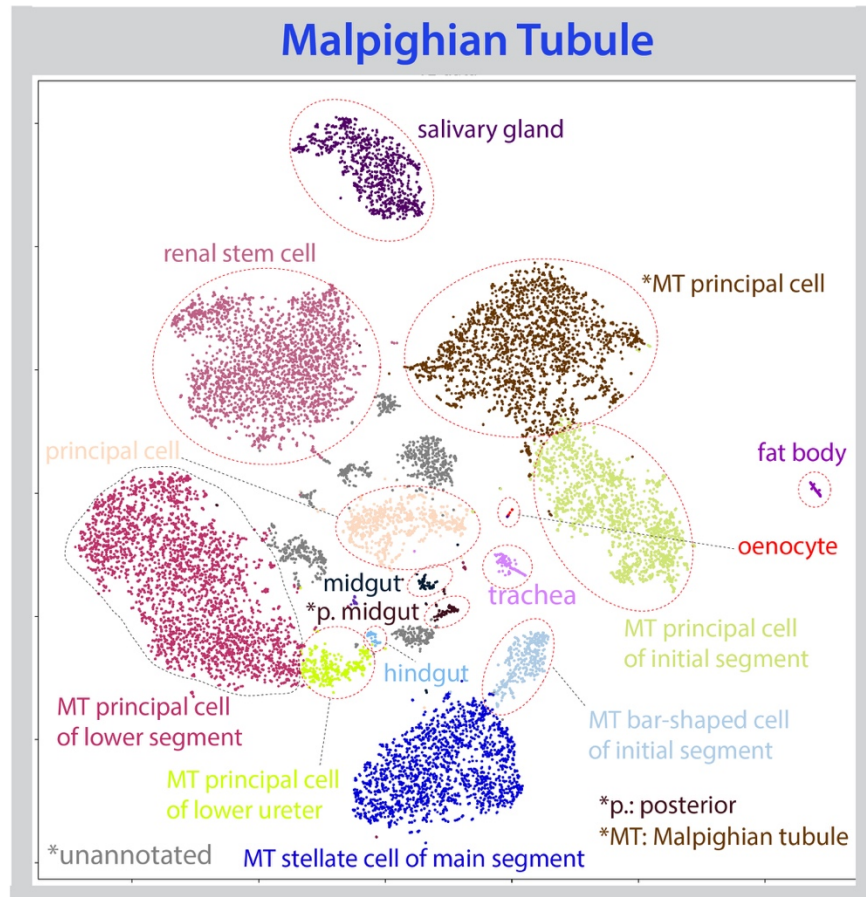 Malpighian Tubule
salivary gland
renal stem cell
*MT principal cell
principal cell
fat body
oenocyte
midgut
trachea
*p. midgut
MT principal cell
of initial segment
hindgut
MT principal cell
of lower segment
MT bar-shaped cell
of initial segment
MT principal cell
of lower ureter
*p.: posterior
*MT: Malpighian tubule
*unannotated
MT stellate cell of main segment